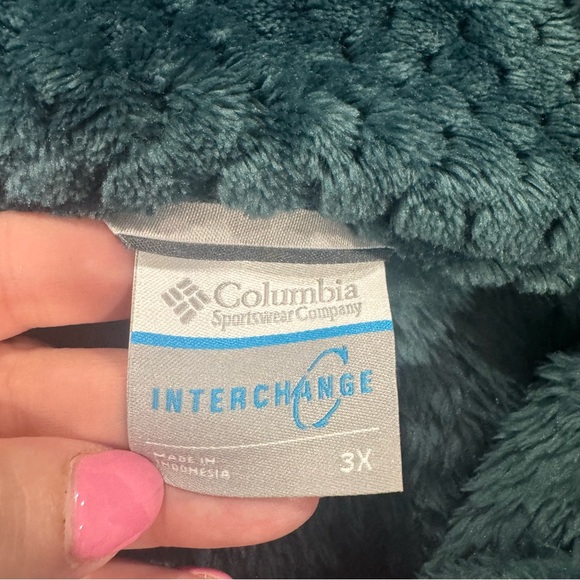 Columbia
Sportswear Company
INTERCHANGE
MADE IN
INDONESIA
3X